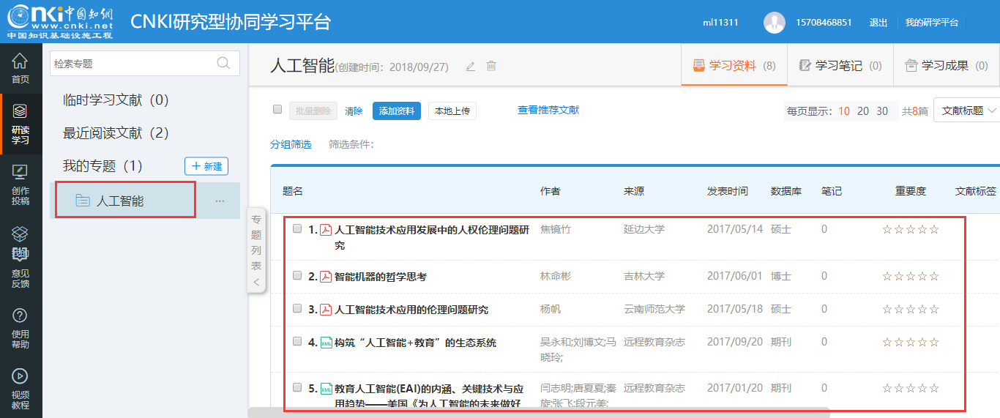 Cnki 中国知网
www.cnki.net
中国知识基础设施工程
CNKI研究型协同学习平台
ml11311
15708468851
退出
我的研学平台
首页
研读
学习
创作
投稿
意见
反馈
使用
帮助
视频
教程
检索专题
临时学习文献（0）
最近阅读文献（2）
我的专题（1）
新建
人工智能
...
专题列表
<
人工智能(创建时间：2018/09/27)
学习资料 (8)
学习笔记 (0)
学习成果 (0)
批量删除
清除
添加资料
本地上传
查看推荐文献
每页显示：10 20 30
共8篇
文献标题
分组筛选
筛选条件：
题名 作者 来源 发表时间 数据库 笔记 重要度 文献标签
1. 人工智能技术应用发展中的人权伦理问题研 焦镜竹 延边大学 2017/05/14 硕士 0 ☆☆☆☆☆
究
2. 智能机器的哲学思考 林命彬 吉林大学 2017/06/01 博士 0 ☆☆☆☆☆
3. 人工智能技术应用的伦理问题研究 杨帆 云南师范大学 2017/05/18 硕士 0 ☆☆☆☆☆
4. XML 构筑“人工智能+教育”的生态系统 吴永和;刘博文;马 远程教育杂志 2017/09/20 期刊 0 ☆☆☆☆☆
晓玲;
5. XML 教育人工智能(EAI)的内涵、关键技术与应 闫志明;唐夏夏;秦 远程教育杂志 2017/01/20 期刊 0 ☆☆☆☆☆
用趋势——美国《为人工智能的未来做好 旋;张飞;段元美;